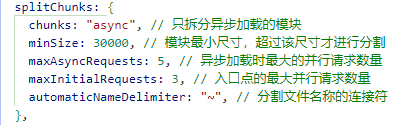 splitChunks: {
chunks: "async", // 只拆分异步加载的模块
minSize: 30000, // 模块最小尺寸，超过该尺寸才进行分割
maxAsyncRequests: 5, // 异步加载时最大的并行请求数量
maxInitialRequests: 3, // 入口点的最大并行请求数量
automaticNameDelimiter: "~", // 分割文件名称的连接符
},